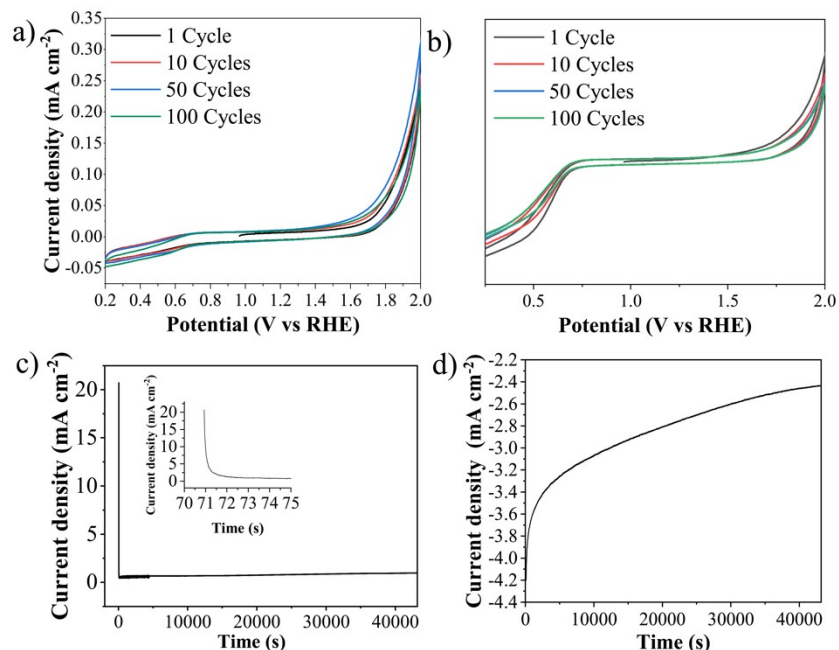 a)
Current density (mA cm⁻²)
0.35
0.30
0.25
0.20
0.15
0.10
0.05
0.00
-0.05
1 Cycle
10 Cycles
50 Cycles
100 Cycles
0.2 0.4 0.6 0.8 1.0 1.2 1.4 1.6 1.8 2.0
Potential (V vs RHE)
b)
1 Cycle
10 Cycles
50 Cycles
100 Cycles
0.5 1.0 1.5 2.0
Potential (V vs RHE)
c)
Current density (mA cm⁻²)
20
15
10
5
0
Current density (mA cm⁻²)
20
15
10
5
0
70 71 72 73 74 75
Time (s)
0 10000 20000 30000 40000
Time (s)
d)
Current density (mA cm⁻²)
-2.2
-2.4
-2.6
-2.8
-3.0
-3.2
-3.4
-3.6
-3.8
-4.0
-4.2
-4.4
0 10000 20000 30000 40000
Time (s)